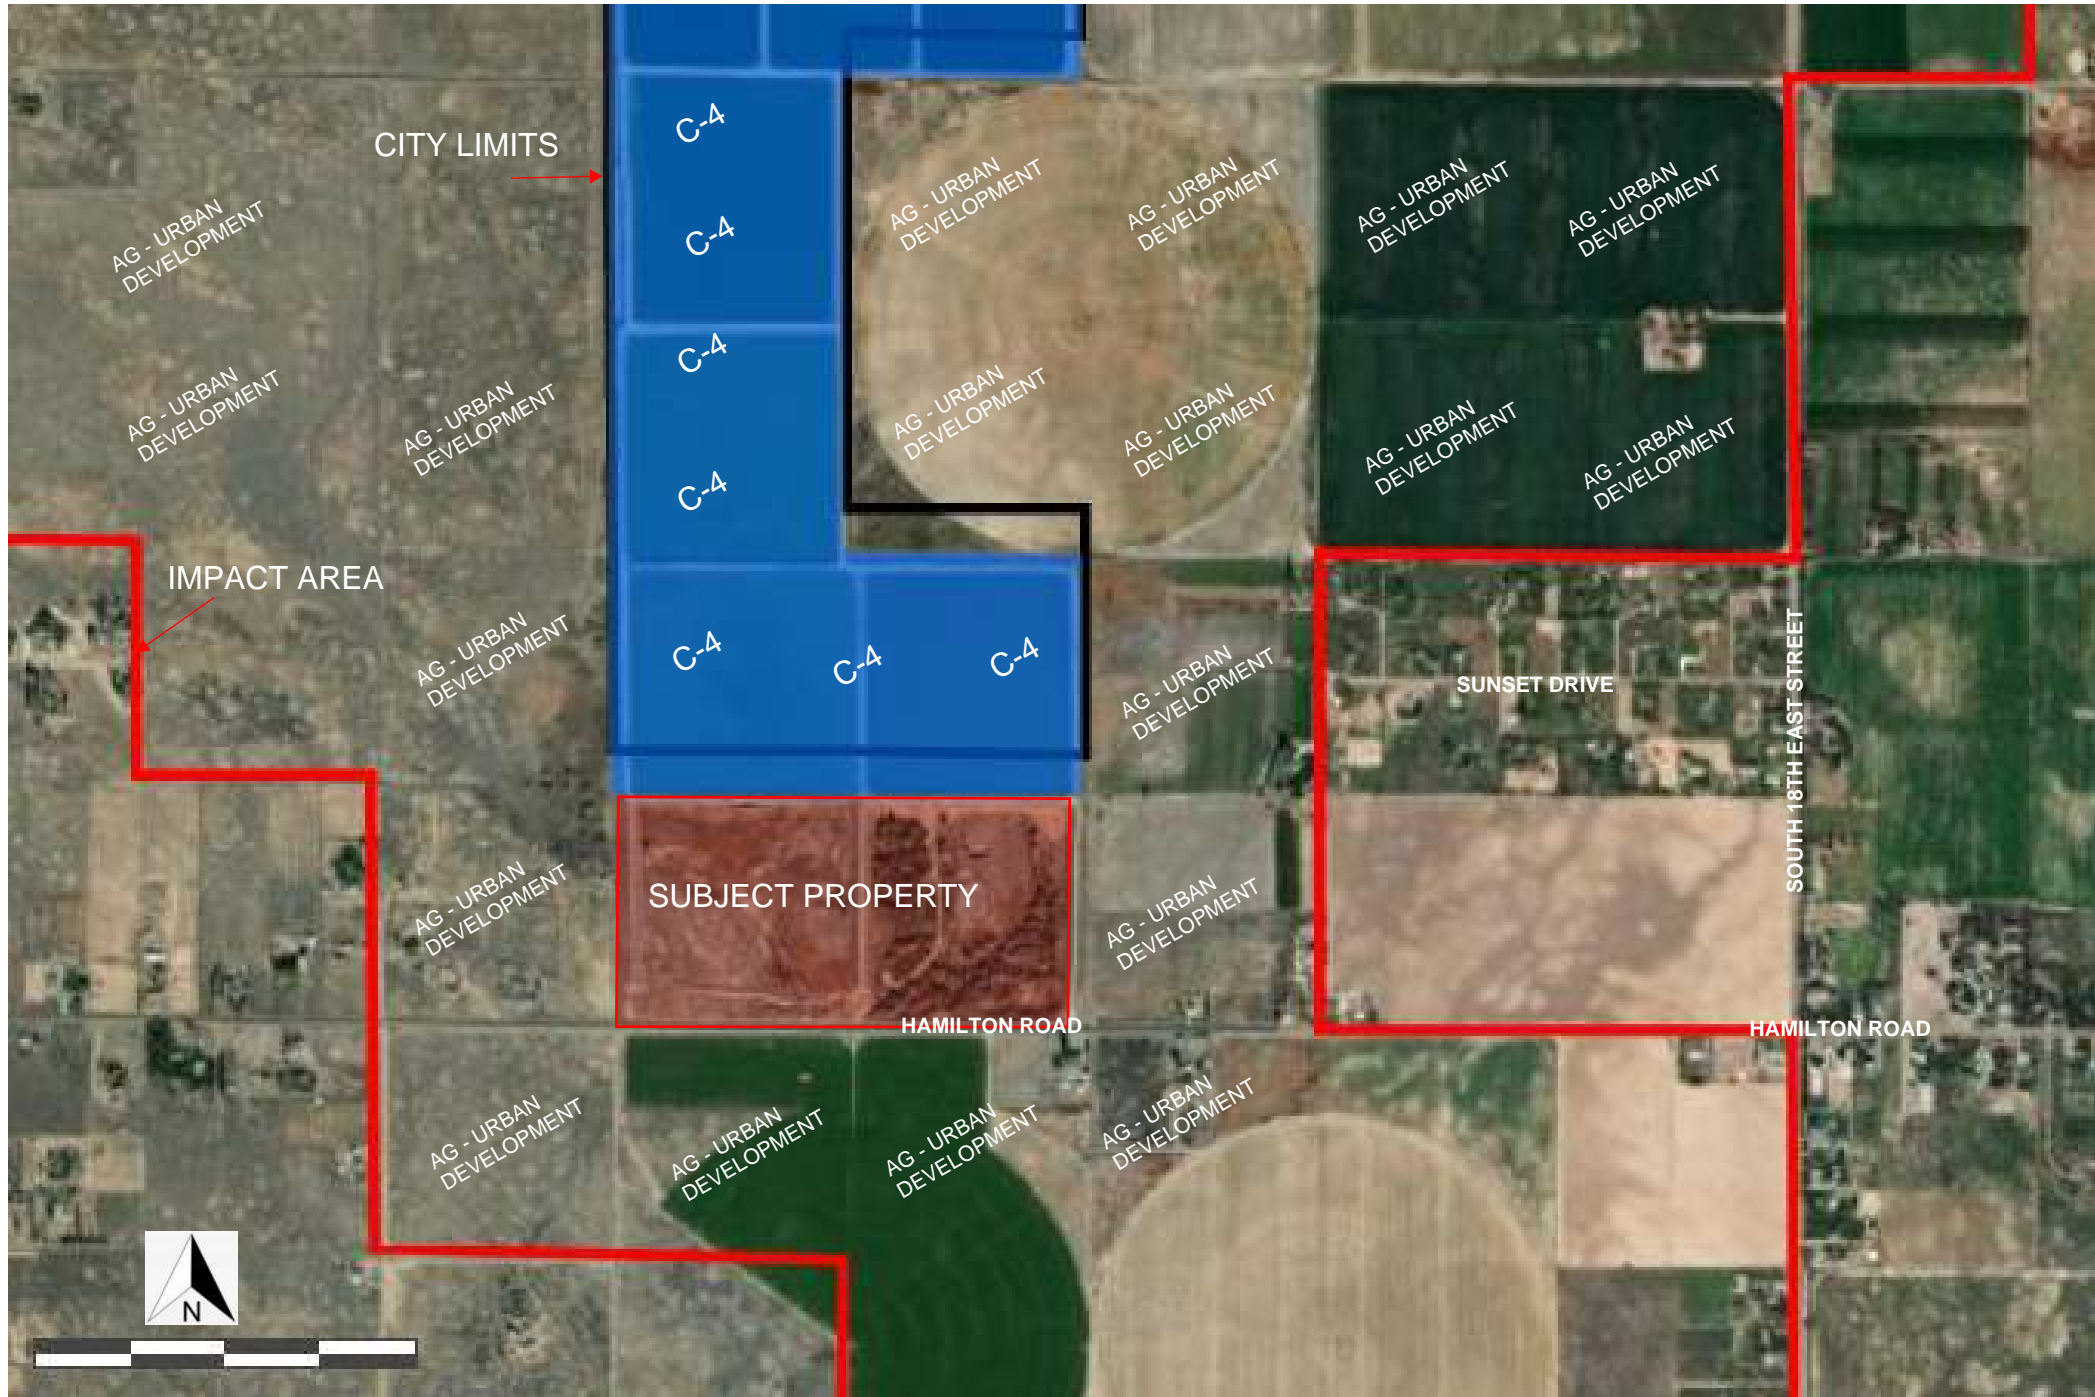 C-4
CITY LIMITS
AG - URBAN
DEVELOPMENT
AG - URBAN
DEVELOPMENT
AG - URBAN
DEVELOPMENT
AG - URBAN
DEVELOPMENT
AG - URBAN
DEVELOPMENT
C-4
C-4
AG - URBAN
DEVELOPMENT
AG - URBAN
DEVELOPMENT
AG - URBAN
DEVELOPMENT
AG - URBAN
DEVELOPMENT
AG - URBAN
DEVELOPMENT
AG - URBAN
DEVELOPMENT
C-4
IMPACT AREA
AG - URBAN
DEVELOPMENT
C-4
C-4
C-4
AG - URBAN
DEVELOPMENT
SUNSET DRIVE
SOUTH 18TH EAST STREET
AG - URBAN
DEVELOPMENT
SUBJECT PROPERTY
AG - URBAN
DEVELOPMENT
HAMILTON ROAD
HAMILTON ROAD
AG - URBAN
DEVELOPMENT
AG - URBAN
DEVELOPMENT
AG - URBAN
DEVELOPMENT
AG - URBAN
DEVELOPMENT
N